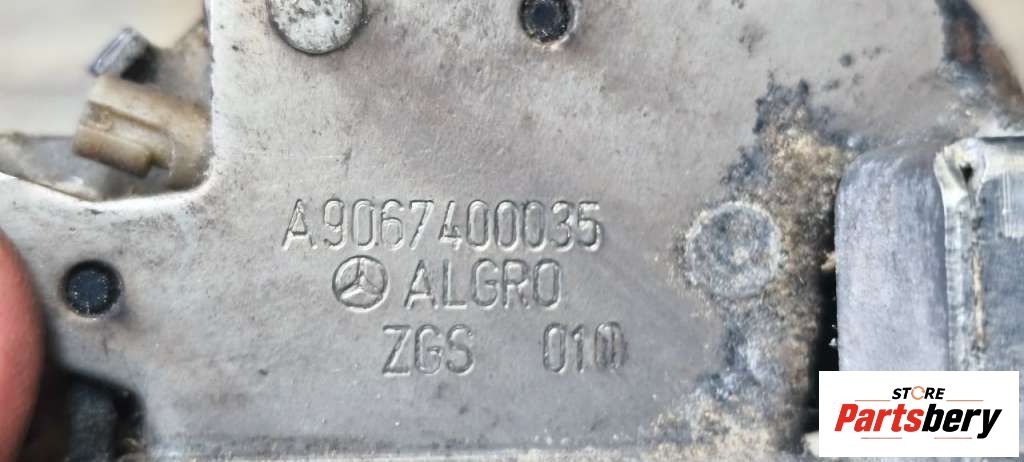 A9067400035
ALGRO
ZGS 010
STORE
Partsbery